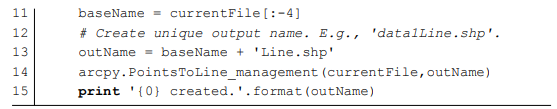 11 baseName = currentFile[:-4]
12 # Create unique output name. E.g., 'data1Line.shp'.
13 outName = baseName + 'Line.shp'
14 arcpy.PointsToLine_management(currentFile,outName)
15 print '{0} created.'.format(outName)